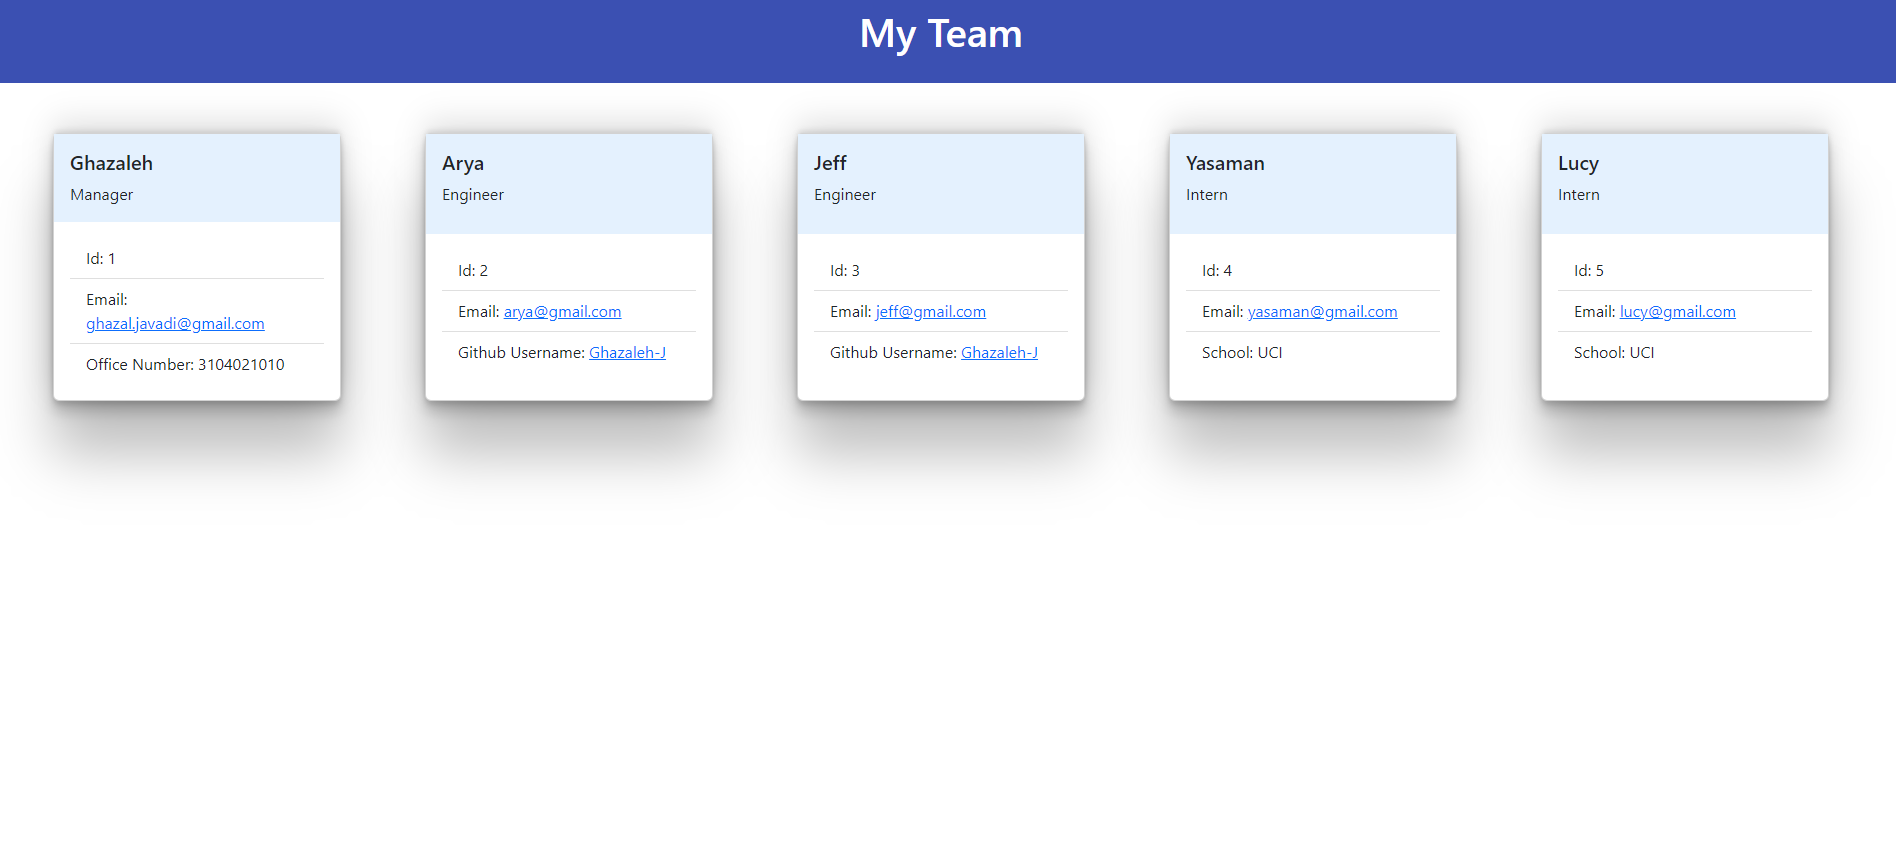 My Team
Ghazaleh
Manager
Id: 1
Email:
ghazal.javadi@gmail.com
Office Number: 3104021010
Arya
Engineer
Id: 2
Email: arya@gmail.com
Github Username: Ghazaleh-J
Jeff
Engineer
Id: 3
Email: jeff@gmail.com
Github Username: Ghazaleh-J
Yasaman
Intern
Id: 4
Email: yasaman@gmail.com
School: UCI
Lucy
Intern
Id: 5
Email: lucy@gmail.com
School: UCI